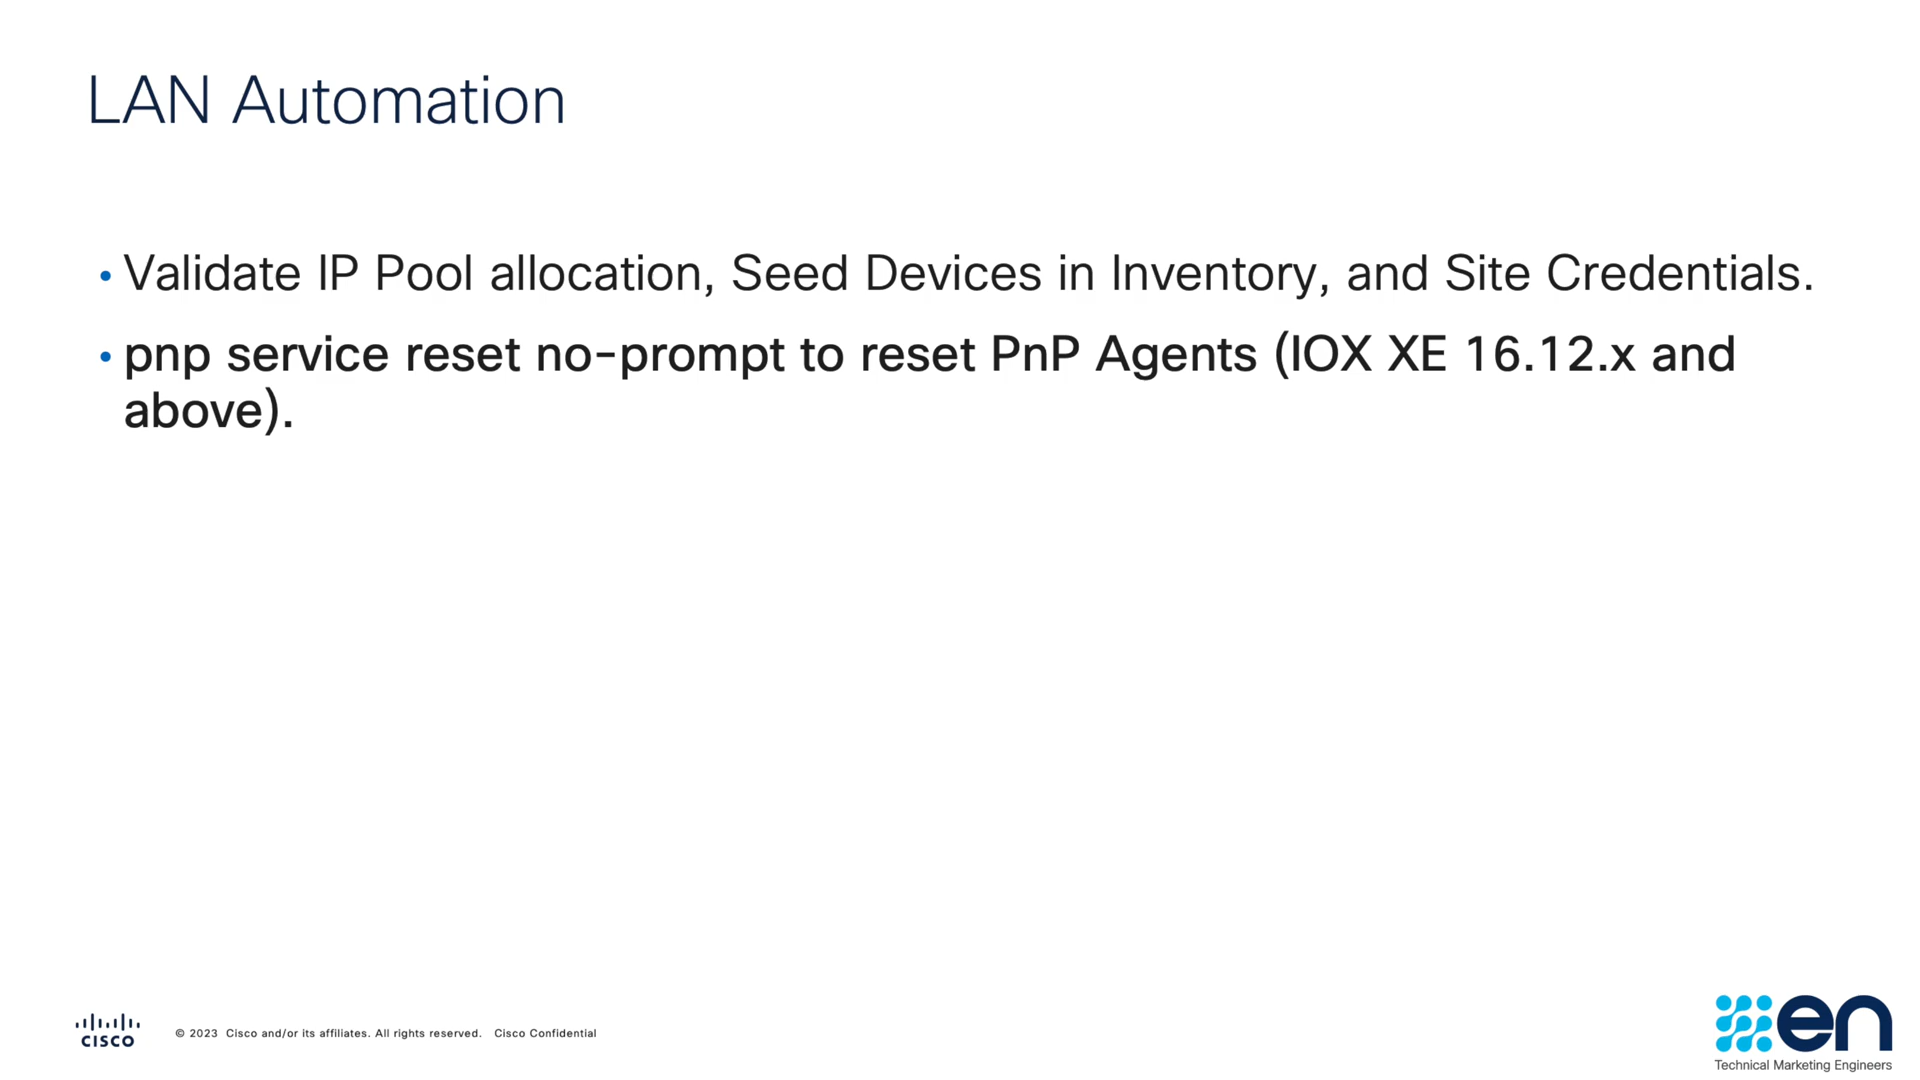 LAN Automation
• Validate IP Pool allocation, Seed Devices in Inventory, and Site Credentials.
• pnp service reset no-prompt to reset PnP Agents (IOX XE 16.12.x and
above).
CISCO
© 2023 Cisco and/or its affiliates. All rights reserved. Cisco Confidential
en
Technical Marketing Engineers